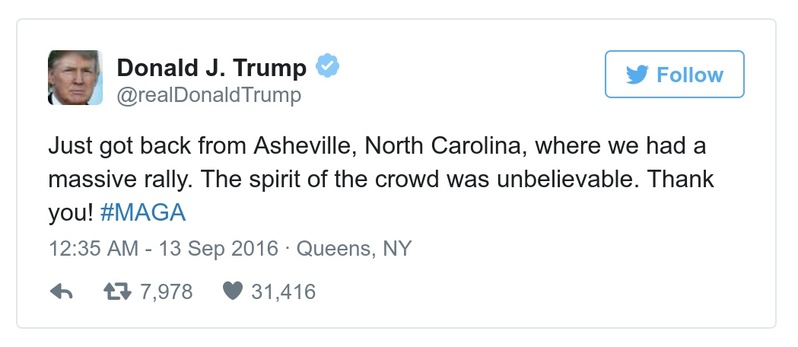 Donald J. Trump
Follow
@realDonaldTrump
Just got back from Asheville, North Carolina, where we had a
massive rally. The spirit of the crowd was unbelievable. Thank
you! #MAGA
12:35 AM - 13 Sep 2016 · Queens, NY
7,978 31,416